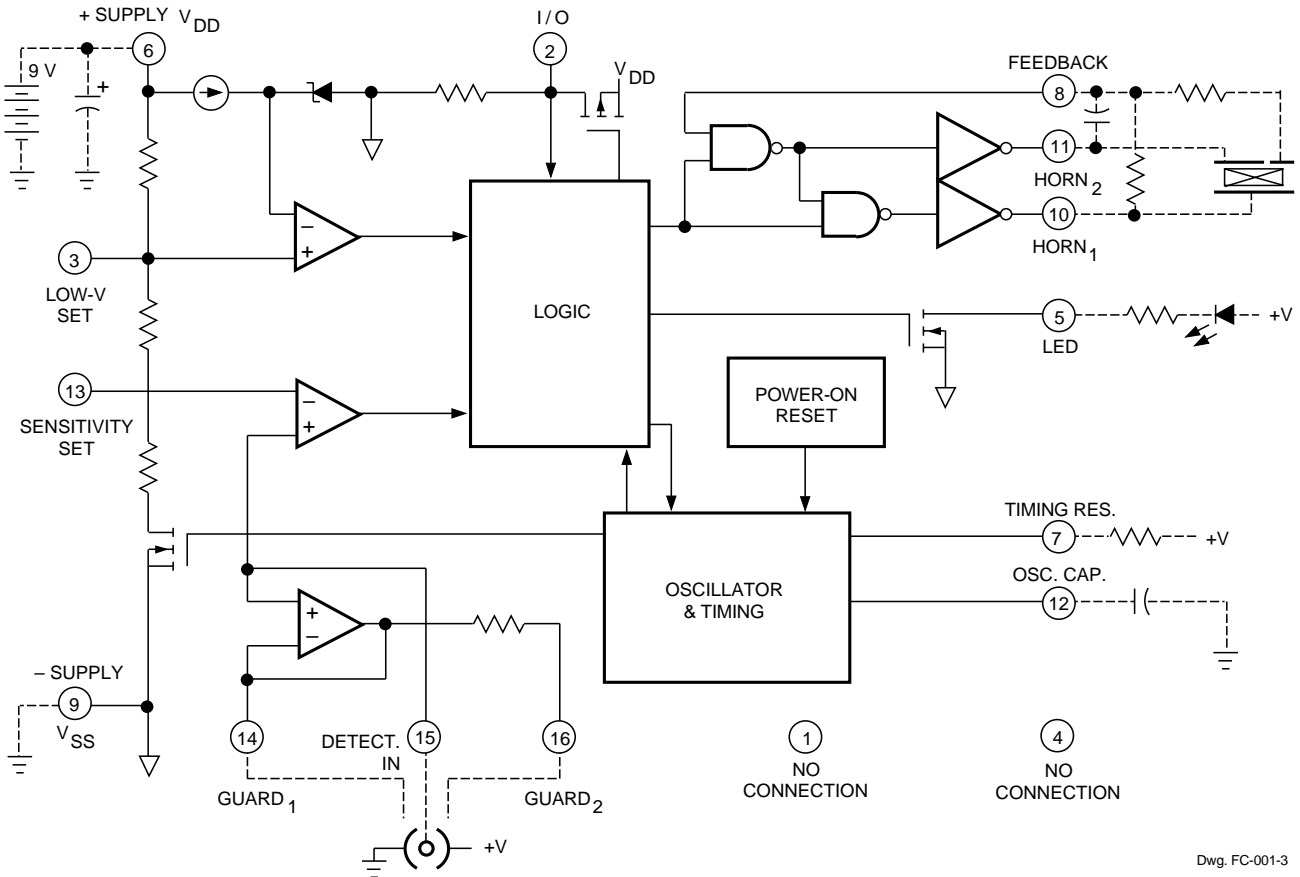 + SUPPLY V DD
6
9 V
+
I / O
2
V DD
FEEDBACK
8
11
HORN 2
10
HORN 1
− +
3
LOW-V
SET
LOGIC
5
LED
+V
13
SENSITIVITY
SET
− +
POWER-ON
RESET
TIMING RES.
7
+V
OSC. CAP.
12
OSCILLATOR
& TIMING
+ −
– SUPPLY
9
V SS
14
DETECT.
IN
15
16
GUARD 1
GUARD 2
+V
1
NO
CONNECTION
4
NO
CONNECTION
Dwg. FC-001-3